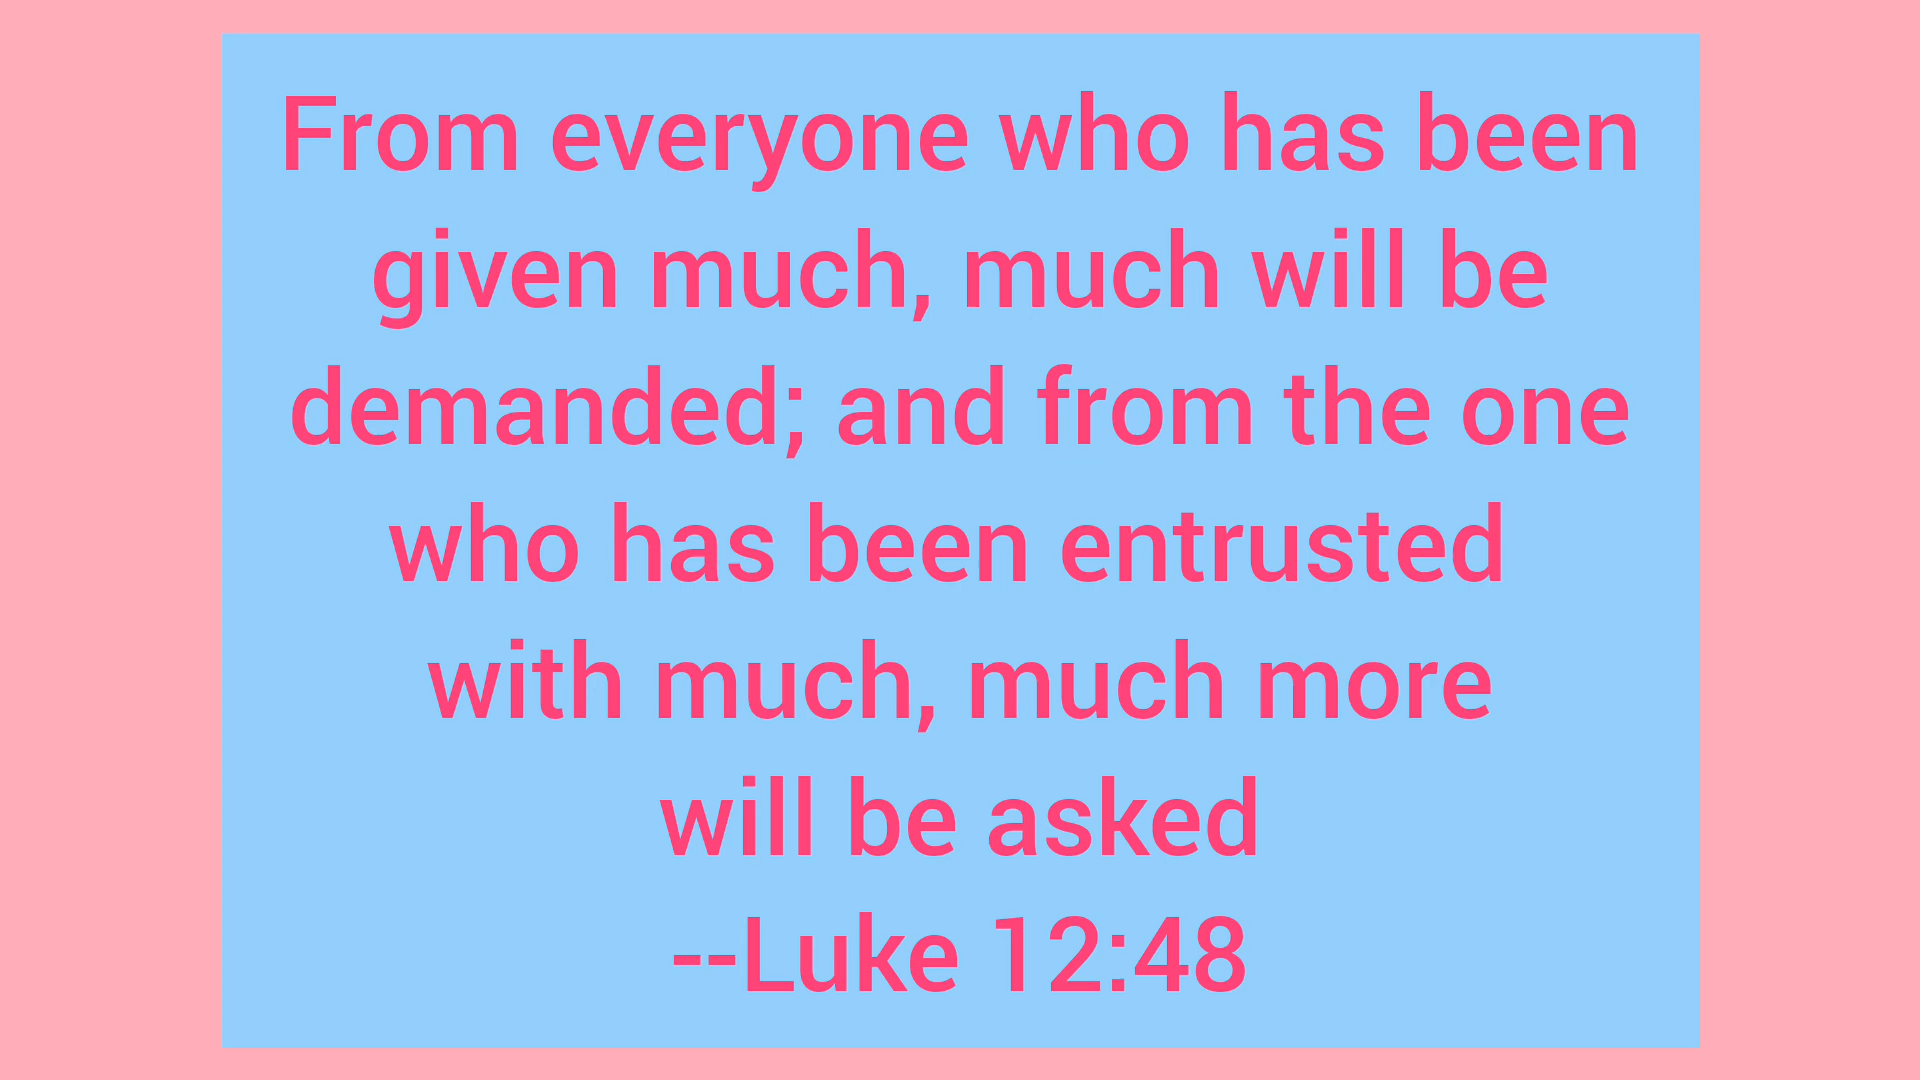 From everyone who has been
given much, much will be
demanded; and from the one
who has been entrusted
with much, much more
will be asked
--Luke 12:48